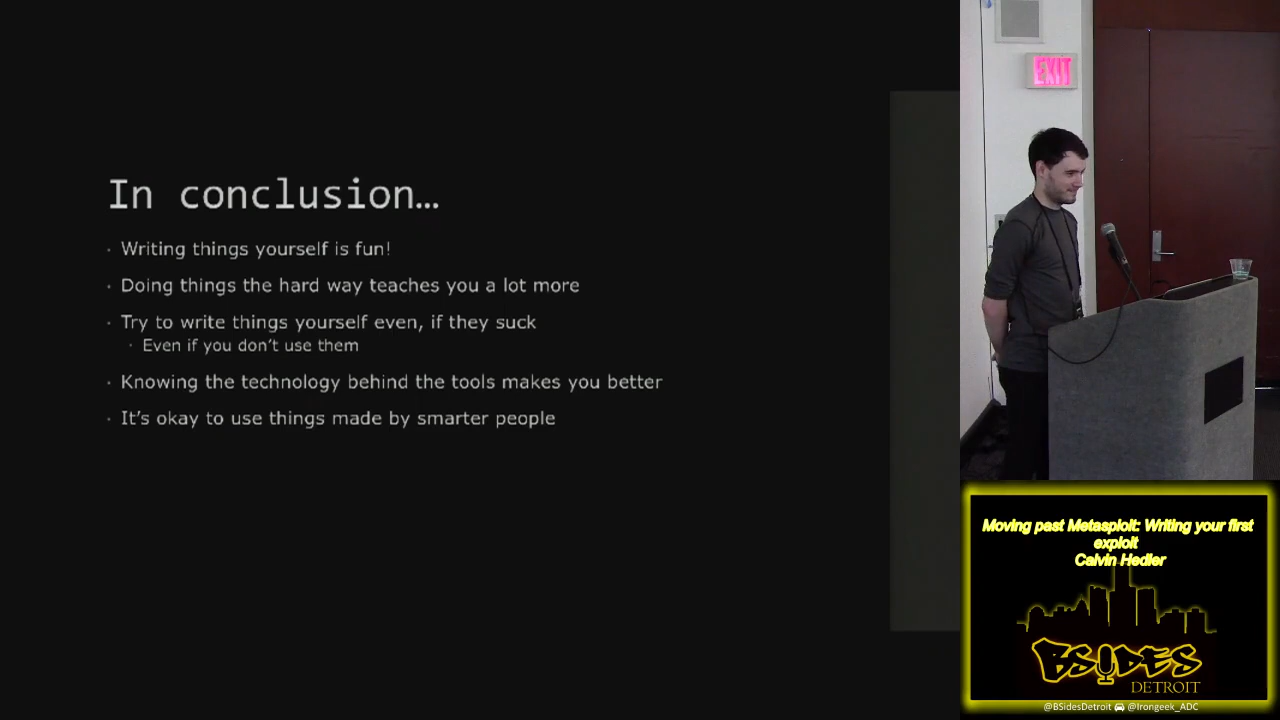 In conclusion…
· Writing things yourself is fun!
· Doing things the hard way teaches you a lot more
· Try to write things yourself even, if they suck
· Even if you don't use them
· Knowing the technology behind the tools makes you better
· It's okay to use things made by smarter people
EXIT
Moving past Metasploit: Writing your first
exploit
Calvin Hedler
BSIDES
DETROIT
@BSidesDetroit @Irongeek_ADC